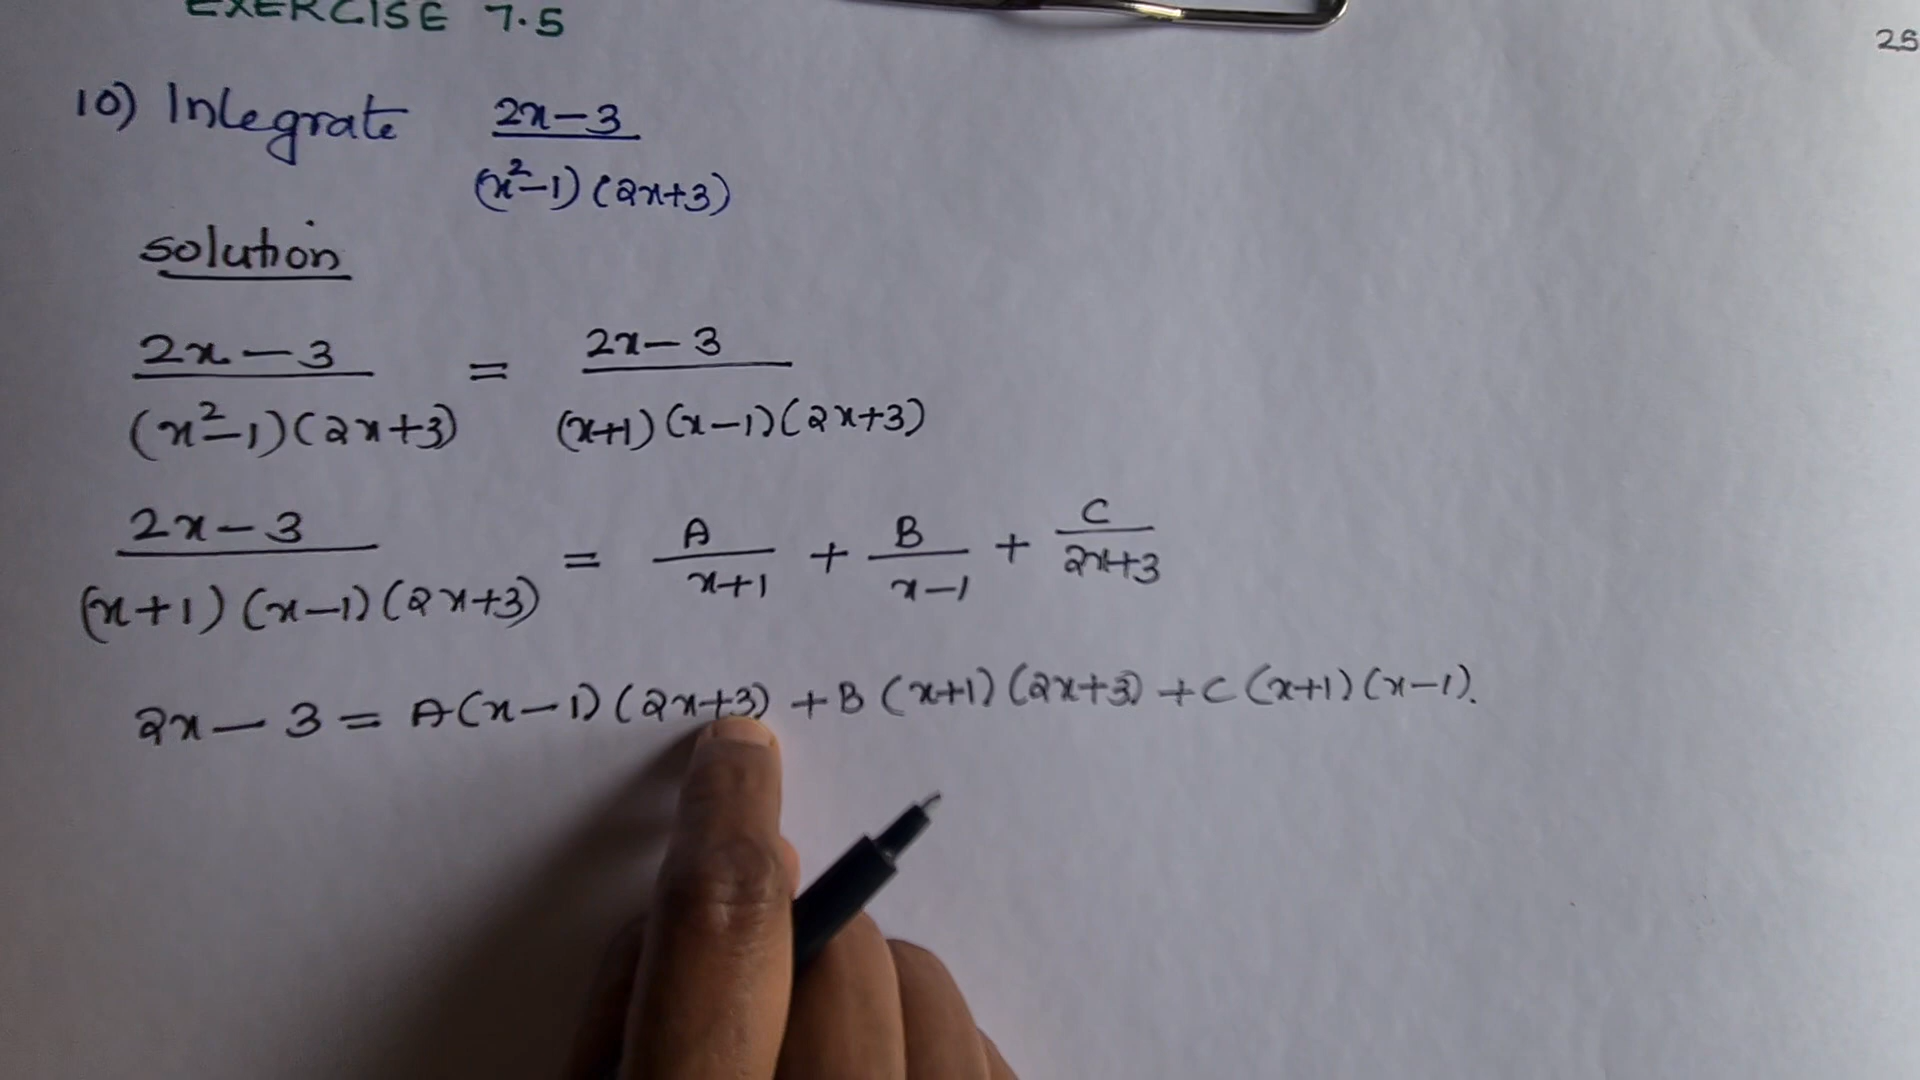 EXERCISE 7.5
25
10) Integrate (2x-3)/((x²-1)(2x+3))
solution
(2x-3)/((x²-1)(2x+3)) = (2x-3)/((x+1)(x-1)(2x+3))
(2x-3)/((x+1)(x-1)(2x+3)) = A/(x+1) + B/(x-1) + C/(2x+3)
2x-3 = A(x-1)(2x+3) + B(x+1)(2x+3) + C(x+1)(x-1).